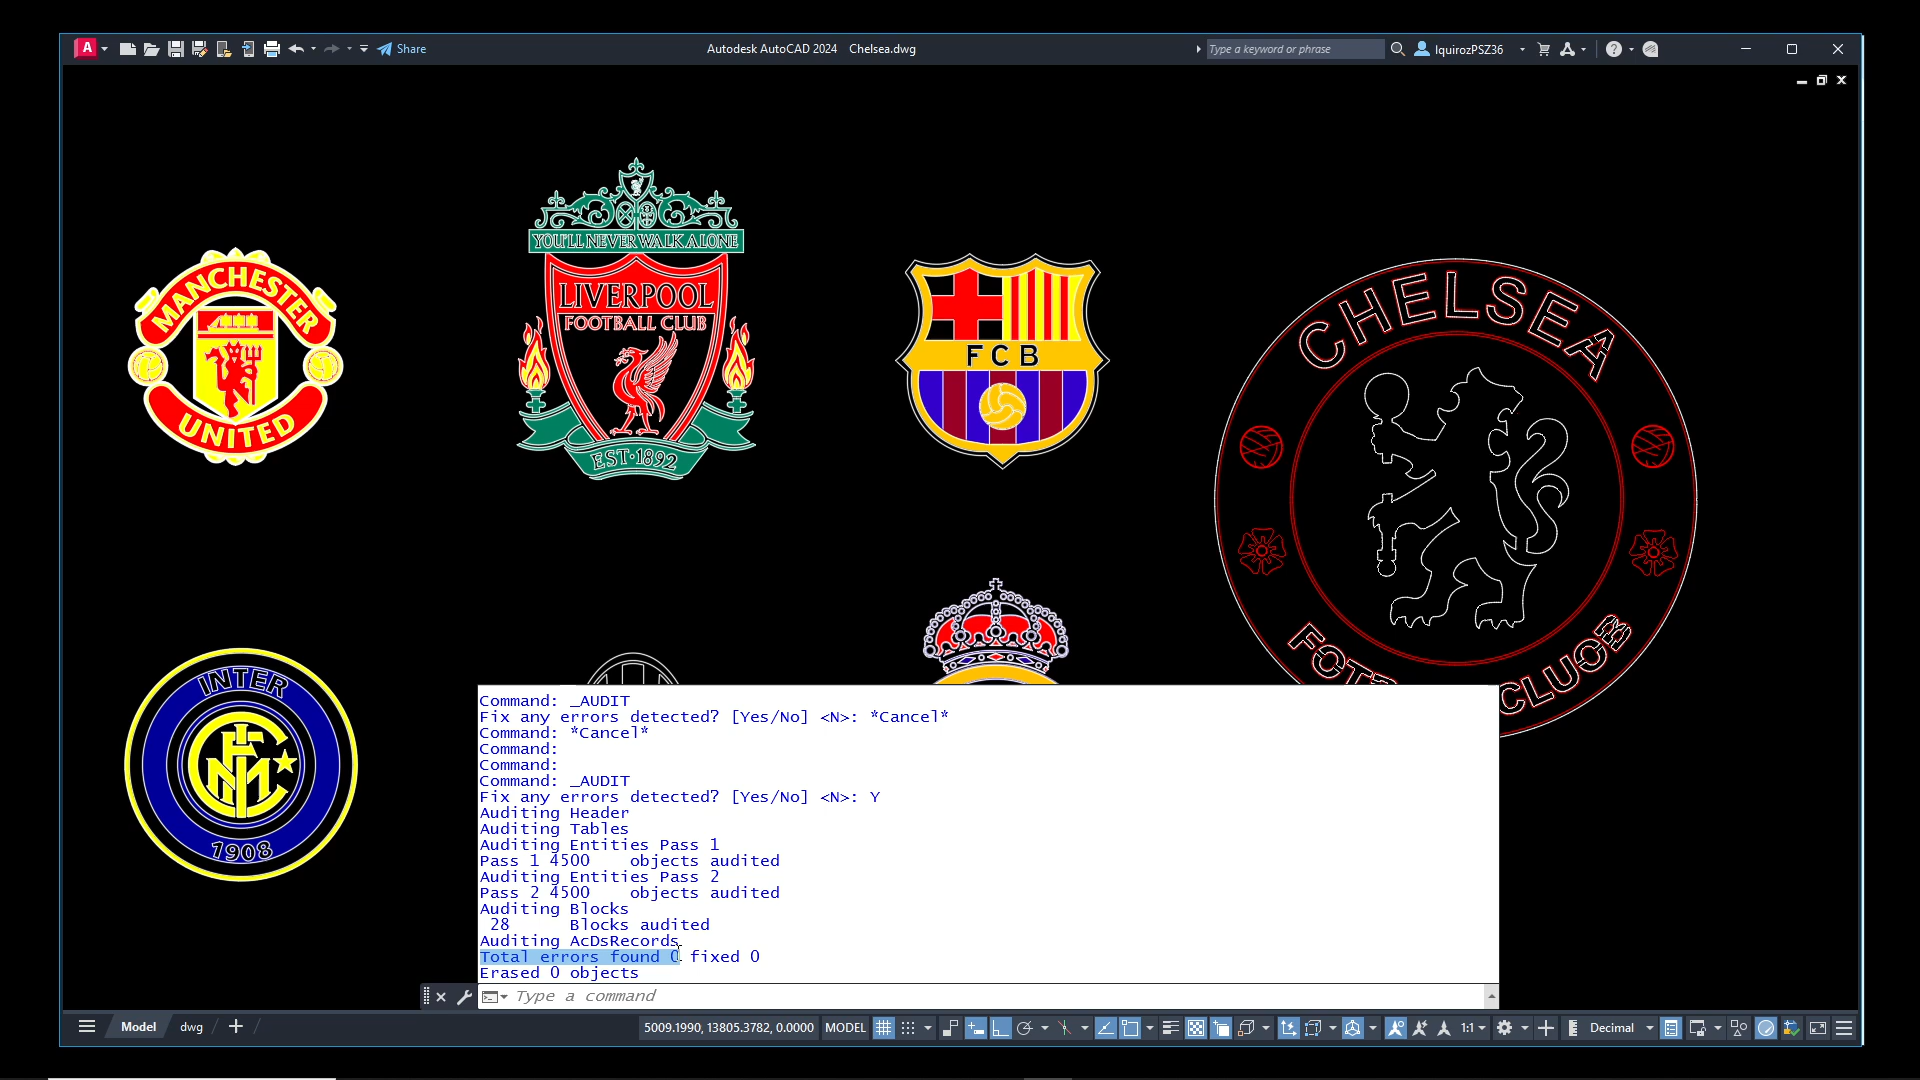 A
Share
Autodesk AutoCAD 2024 Chelsea.dwg
Type a keyword or phrase
IquirozPSZ36
MANCHESTER
UNITED
YOU'LL NEVER WALK ALONE
LIVERPOOL
FOOTBALL CLUB
EST·1892
FCB
CHELSEA
INTER
1908
Command: _AUDIT
Fix any errors detected? [Yes/No] <N>: *Cancel*
Command: *Cancel*
Command:
Command:
Command: _AUDIT
Fix any errors detected? [Yes/No] <N>: Y
Auditing Header
Auditing Tables
Auditing Entities Pass 1
Pass 1 4500 objects audited
Auditing Entities Pass 2
Pass 2 4500 objects audited
Auditing Blocks
28 Blocks audited
Auditing AcDsRecords
Total errors found 0 fixed 0
Erased 0 objects
Type a command
Model
dwg
5009.1990, 13805.3782, 0.0000
MODEL
1:1
Decimal